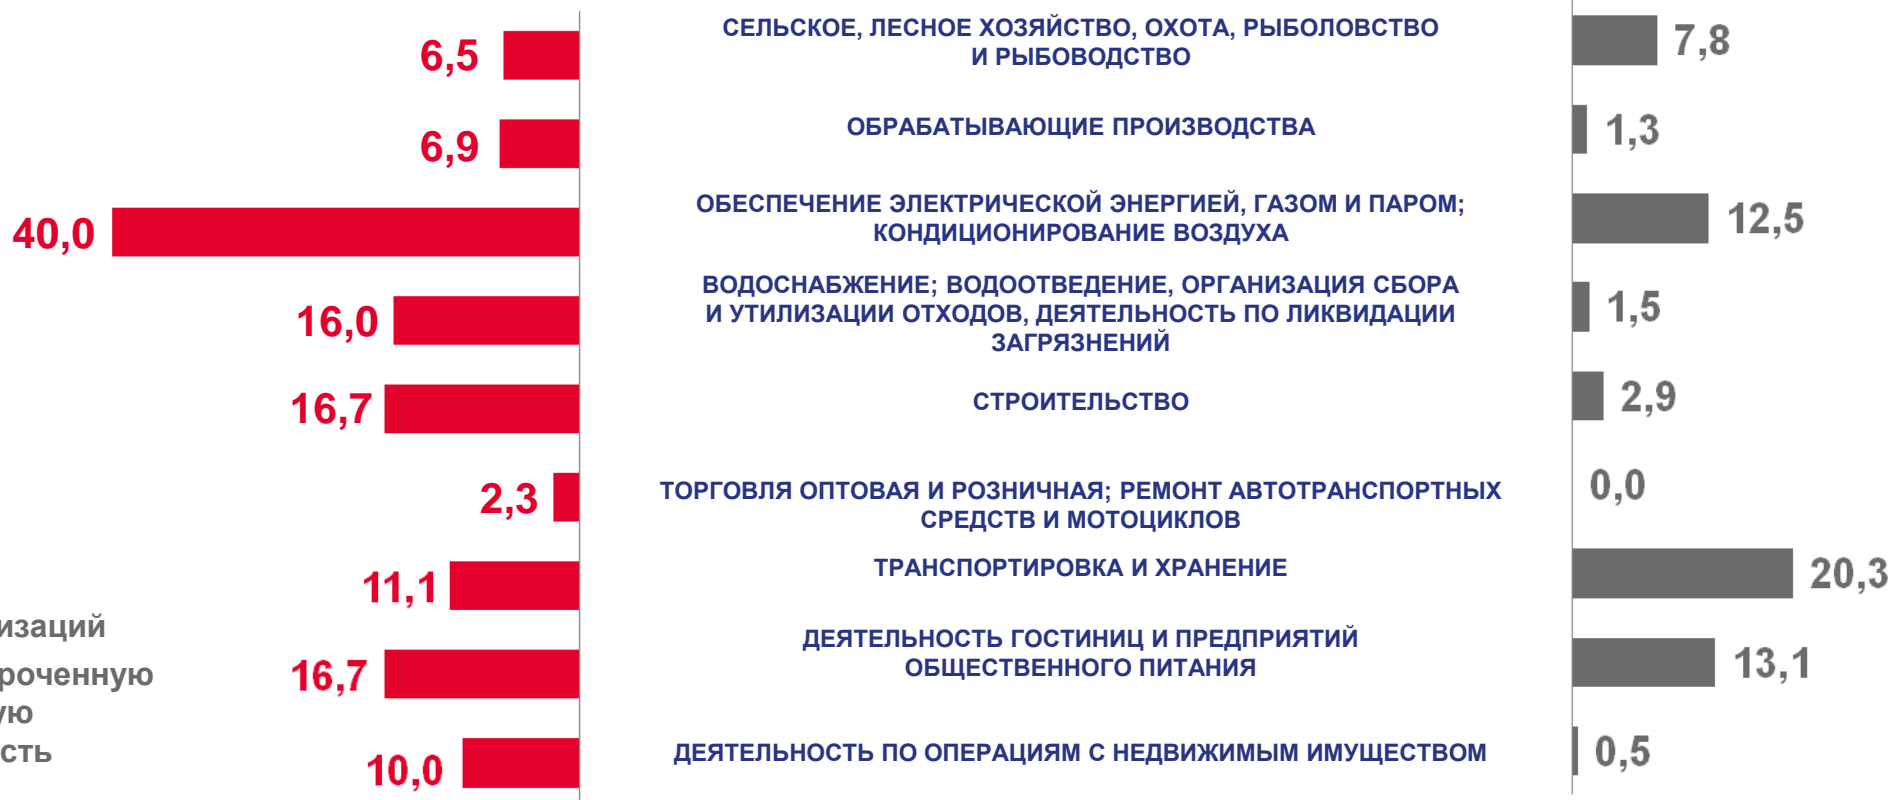 6,5
СЕЛЬСКОЕ, ЛЕСНОЕ ХОЗЯЙСТВО, ОХОТА, РЫБОЛОВСТВО
И РЫБОВОДСТВО
7,8
6,9
ОБРАБАТЫВАЮЩИЕ ПРОИЗВОДСТВА
1,3
40,0
ОБЕСПЕЧЕНИЕ ЭЛЕКТРИЧЕСКОЙ ЭНЕРГИЕЙ, ГАЗОМ И ПАРОМ;
КОНДИЦИОНИРОВАНИЕ ВОЗДУХА
12,5
16,0
ВОДОСНАБЖЕНИЕ; ВОДООТВЕДЕНИЕ, ОРГАНИЗАЦИЯ СБОРА
И УТИЛИЗАЦИИ ОТХОДОВ, ДЕЯТЕЛЬНОСТЬ ПО ЛИКВИДАЦИИ
ЗАГРЯЗНЕНИЙ
1,5
16,7
СТРОИТЕЛЬСТВО
2,9
2,3
ТОРГОВЛЯ ОПТОВАЯ И РОЗНИЧНАЯ; РЕМОНТ АВТОТРАНСПОРТНЫХ
СРЕДСТВ И МОТОЦИКЛОВ
0,0
11,1
ТРАНСПОРТИРОВКА И ХРАНЕНИЕ
20,3
изаций
роченную
ую
сть
16,7
ДЕЯТЕЛЬНОСТЬ ГОСТИНИЦ И ПРЕДПРИЯТИЙ
ОБЩЕСТВЕННОГО ПИТАНИЯ
13,1
10,0
ДЕЯТЕЛЬНОСТЬ ПО ОПЕРАЦИЯМ С НЕДВИЖИМЫМ ИМУЩЕСТВОМ
0,5